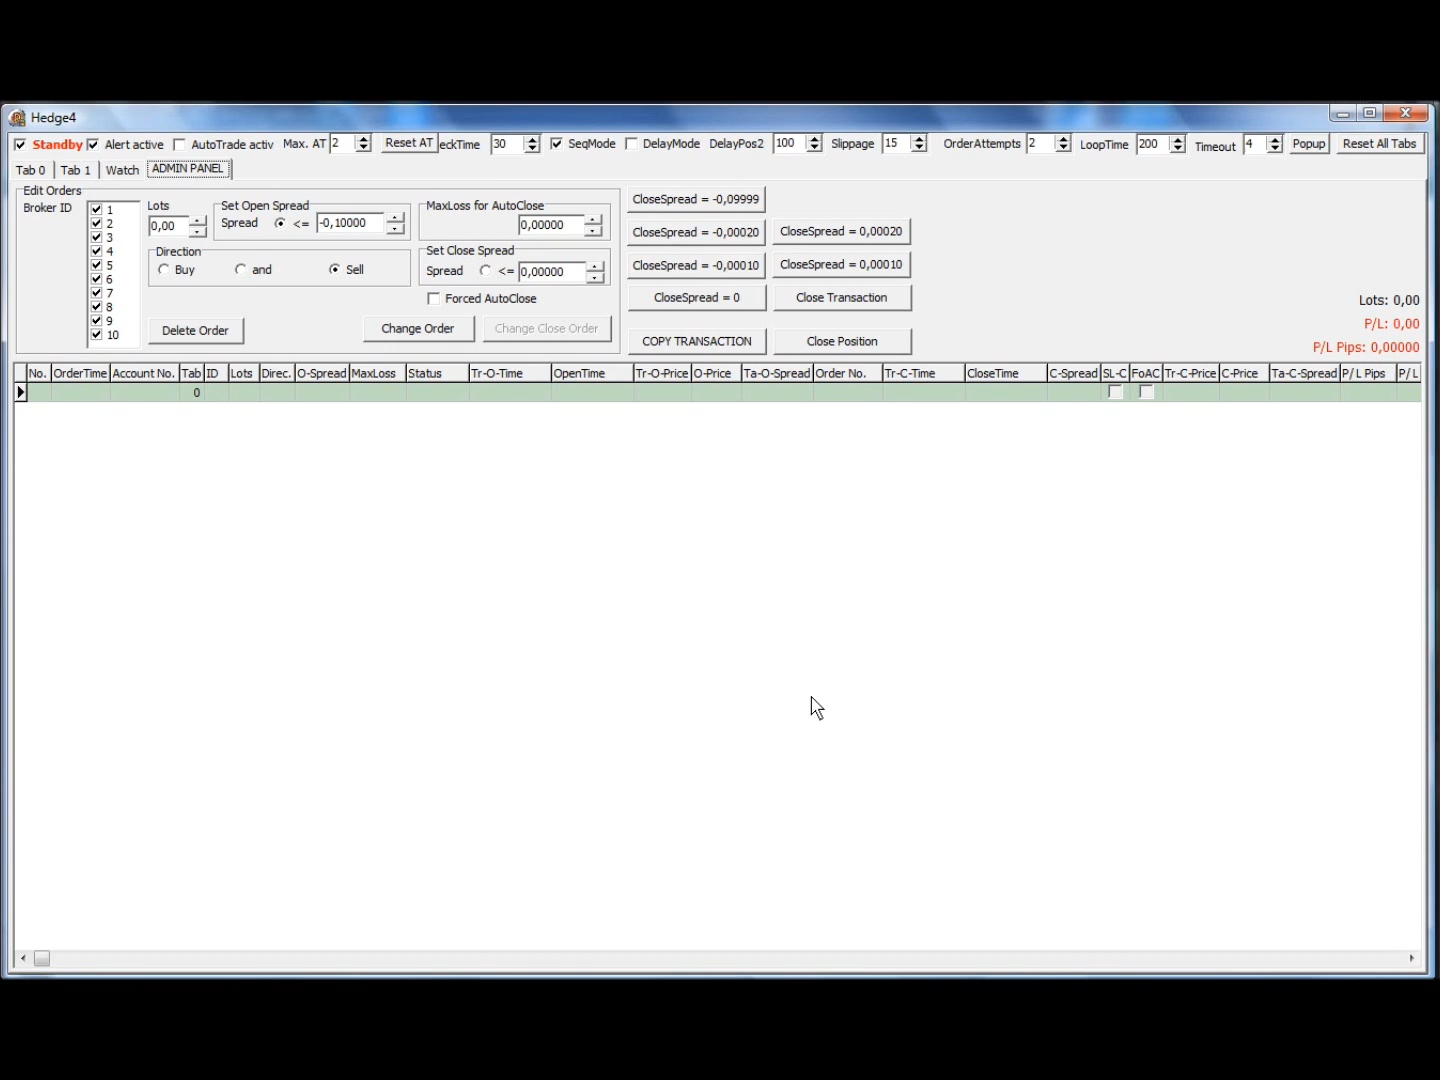 Hedge4
Standby Alert active AutoTrade activ Max. AT 2 Reset AT eckTime 30 SeqMode DelayMode DelayPos2 100 Slippage 15 OrderAttempts 2 LoopTime 200 Timeout 4 Popup Reset All Tabs
Tab 0 Tab 1 Watch ADMIN PANEL
Edit Orders
Broker ID
1
2
3
4
5
6
7
8
9
10
Lots
0,00
Set Open Spread
Spread <= -0,10000
Direction
Buy and Sell
Delete Order
MaxLoss for AutoClose
0,00000
Set Close Spread
Spread <= 0,00000
Forced AutoClose
Change Order Change Close Order
CloseSpread = -0,09999
CloseSpread = -0,00020 CloseSpread = 0,00020
CloseSpread = -0,00010 CloseSpread = 0,00010
CloseSpread = 0 Close Transaction
COPY TRANSACTION Close Position
Lots: 0,00
P/L: 0,00
P/L Pips: 0,00000
No. OrderTime Account No. Tab ID Lots Direc. O-Spread MaxLoss Status Tr-O-Time OpenTime Tr-O-Price O-Price Ta-O-Spread Order No. Tr-C-Time CloseTime C-Spread SL-C FoAC Tr-C-Price C-Price Ta-C-Spread P/L Pips P/L
0